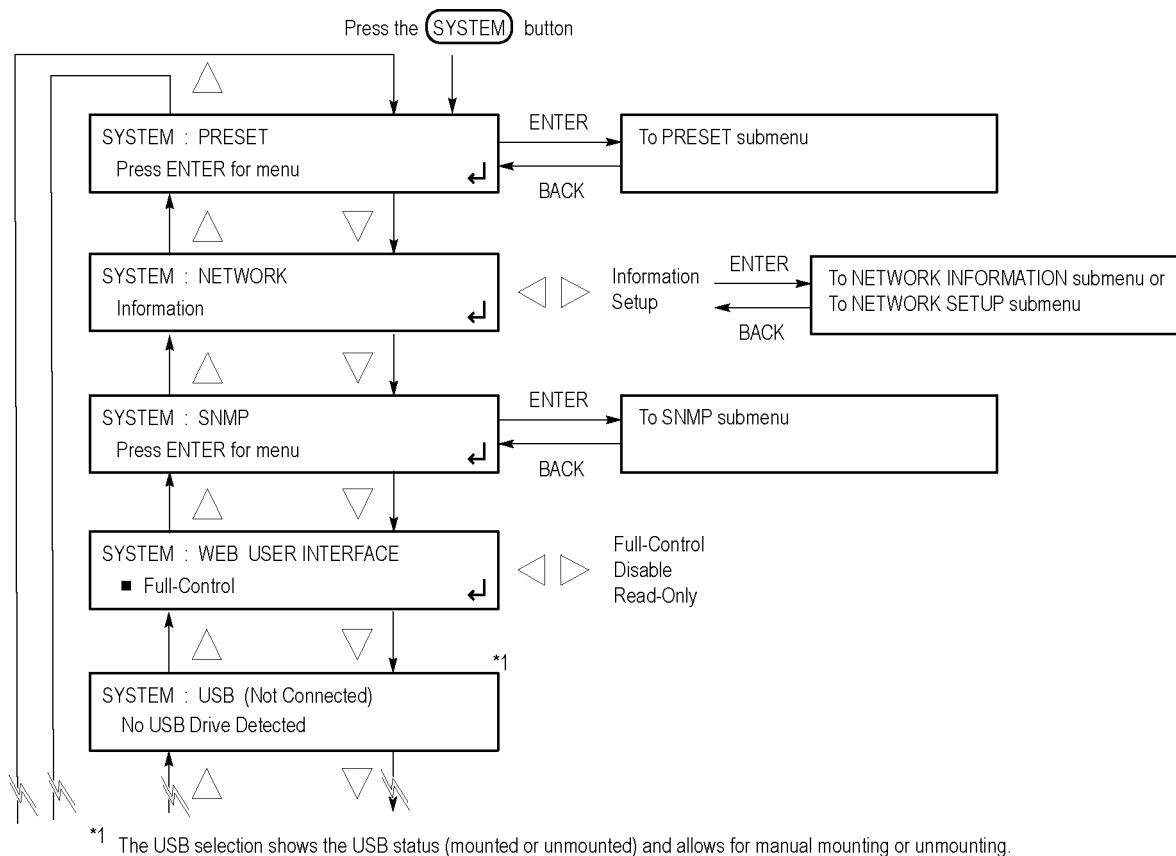 Press the SYSTEM button
SYSTEM : PRESET
Press ENTER for menu
ENTER
BACK
To PRESET submenu
SYSTEM : NETWORK
Information
Information
Setup
ENTER
BACK
To NETWORK INFORMATION submenu or
To NETWORK SETUP submenu
SYSTEM : SNMP
Press ENTER for menu
ENTER
BACK
To SNMP submenu
SYSTEM : WEB USER INTERFACE
■ Full-Control
Full-Control
Disable
Read-Only
*1
SYSTEM : USB (Not Connected)
No USB Drive Detected
*1 The USB selection shows the USB status (mounted or unmounted) and allows for manual mounting or unmounting.